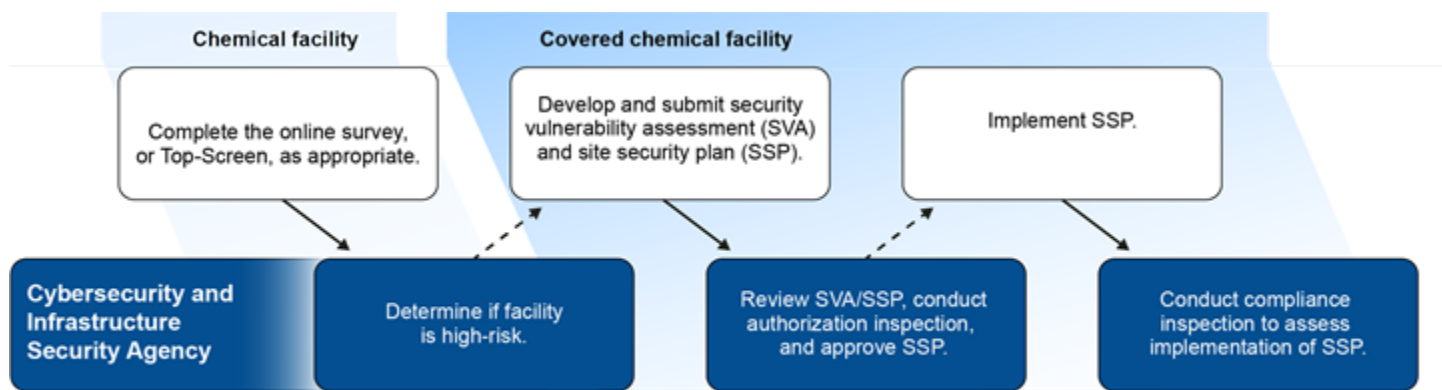 Chemical facility
Covered chemical facility
Complete the online survey,
or Top-Screen, as appropriate.
Develop and submit security
vulnerability assessment (SVA)
and site security plan (SSP).
Implement SSP.
Cybersecurity and
Infrastructure
Security Agency
Determine if facility
is high-risk.
Review SVA/SSP, conduct
authorization inspection,
and approve SSP.
Conduct compliance
inspection to assess
implementation of SSP.